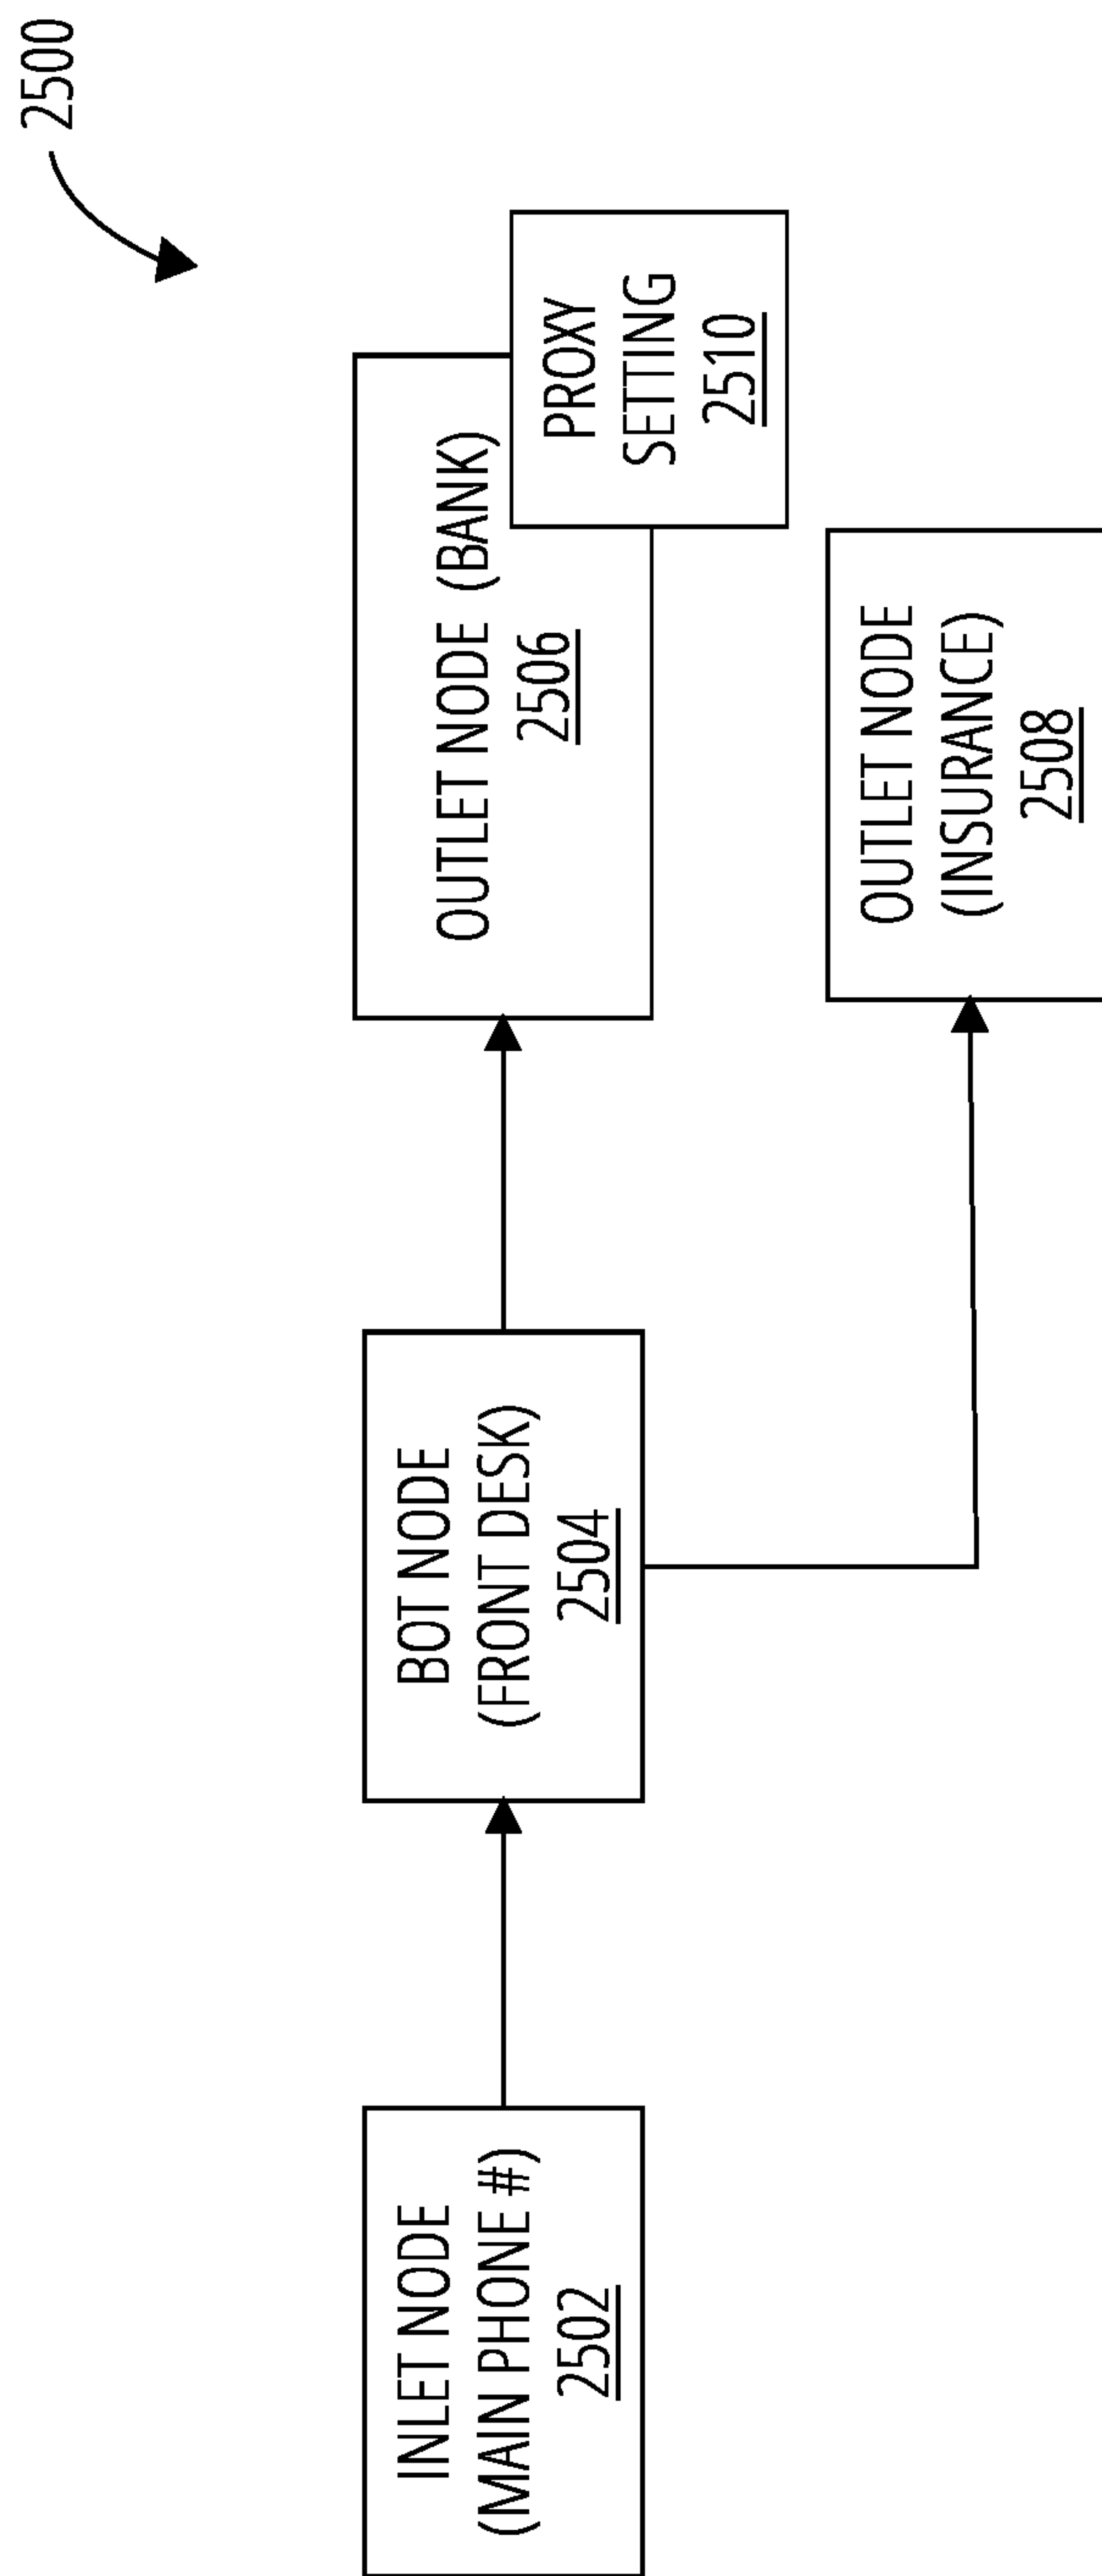 2500
INLET NODE
(MAIN PHONE #)
2502
BOT NODE
(FRONT DESK)
2504
OUTLET NODE (BANK)
2506
PROXY
SETTING
2510
OUTLET NODE
(INSURANCE)
2508